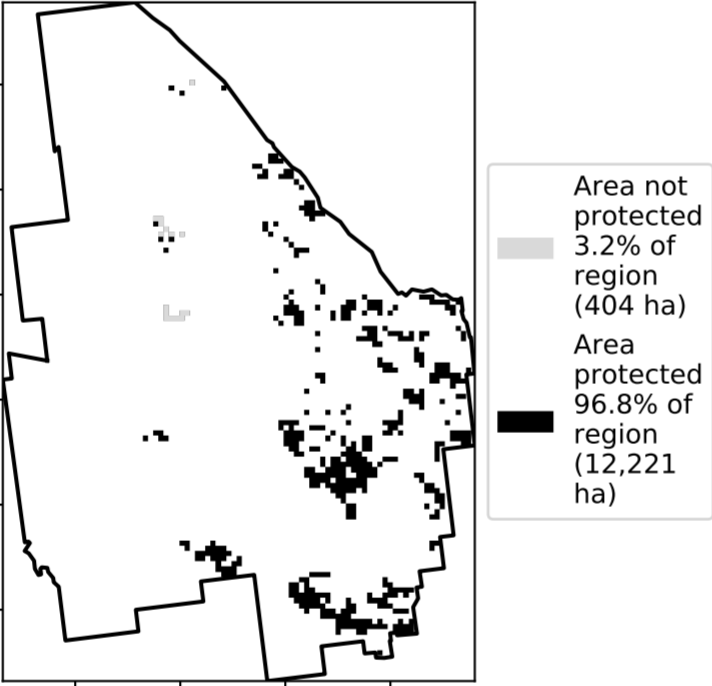 Area not
protected
3.2% of
region
(404 ha)
Area
protected
96.8% of
region
(12,221
ha)